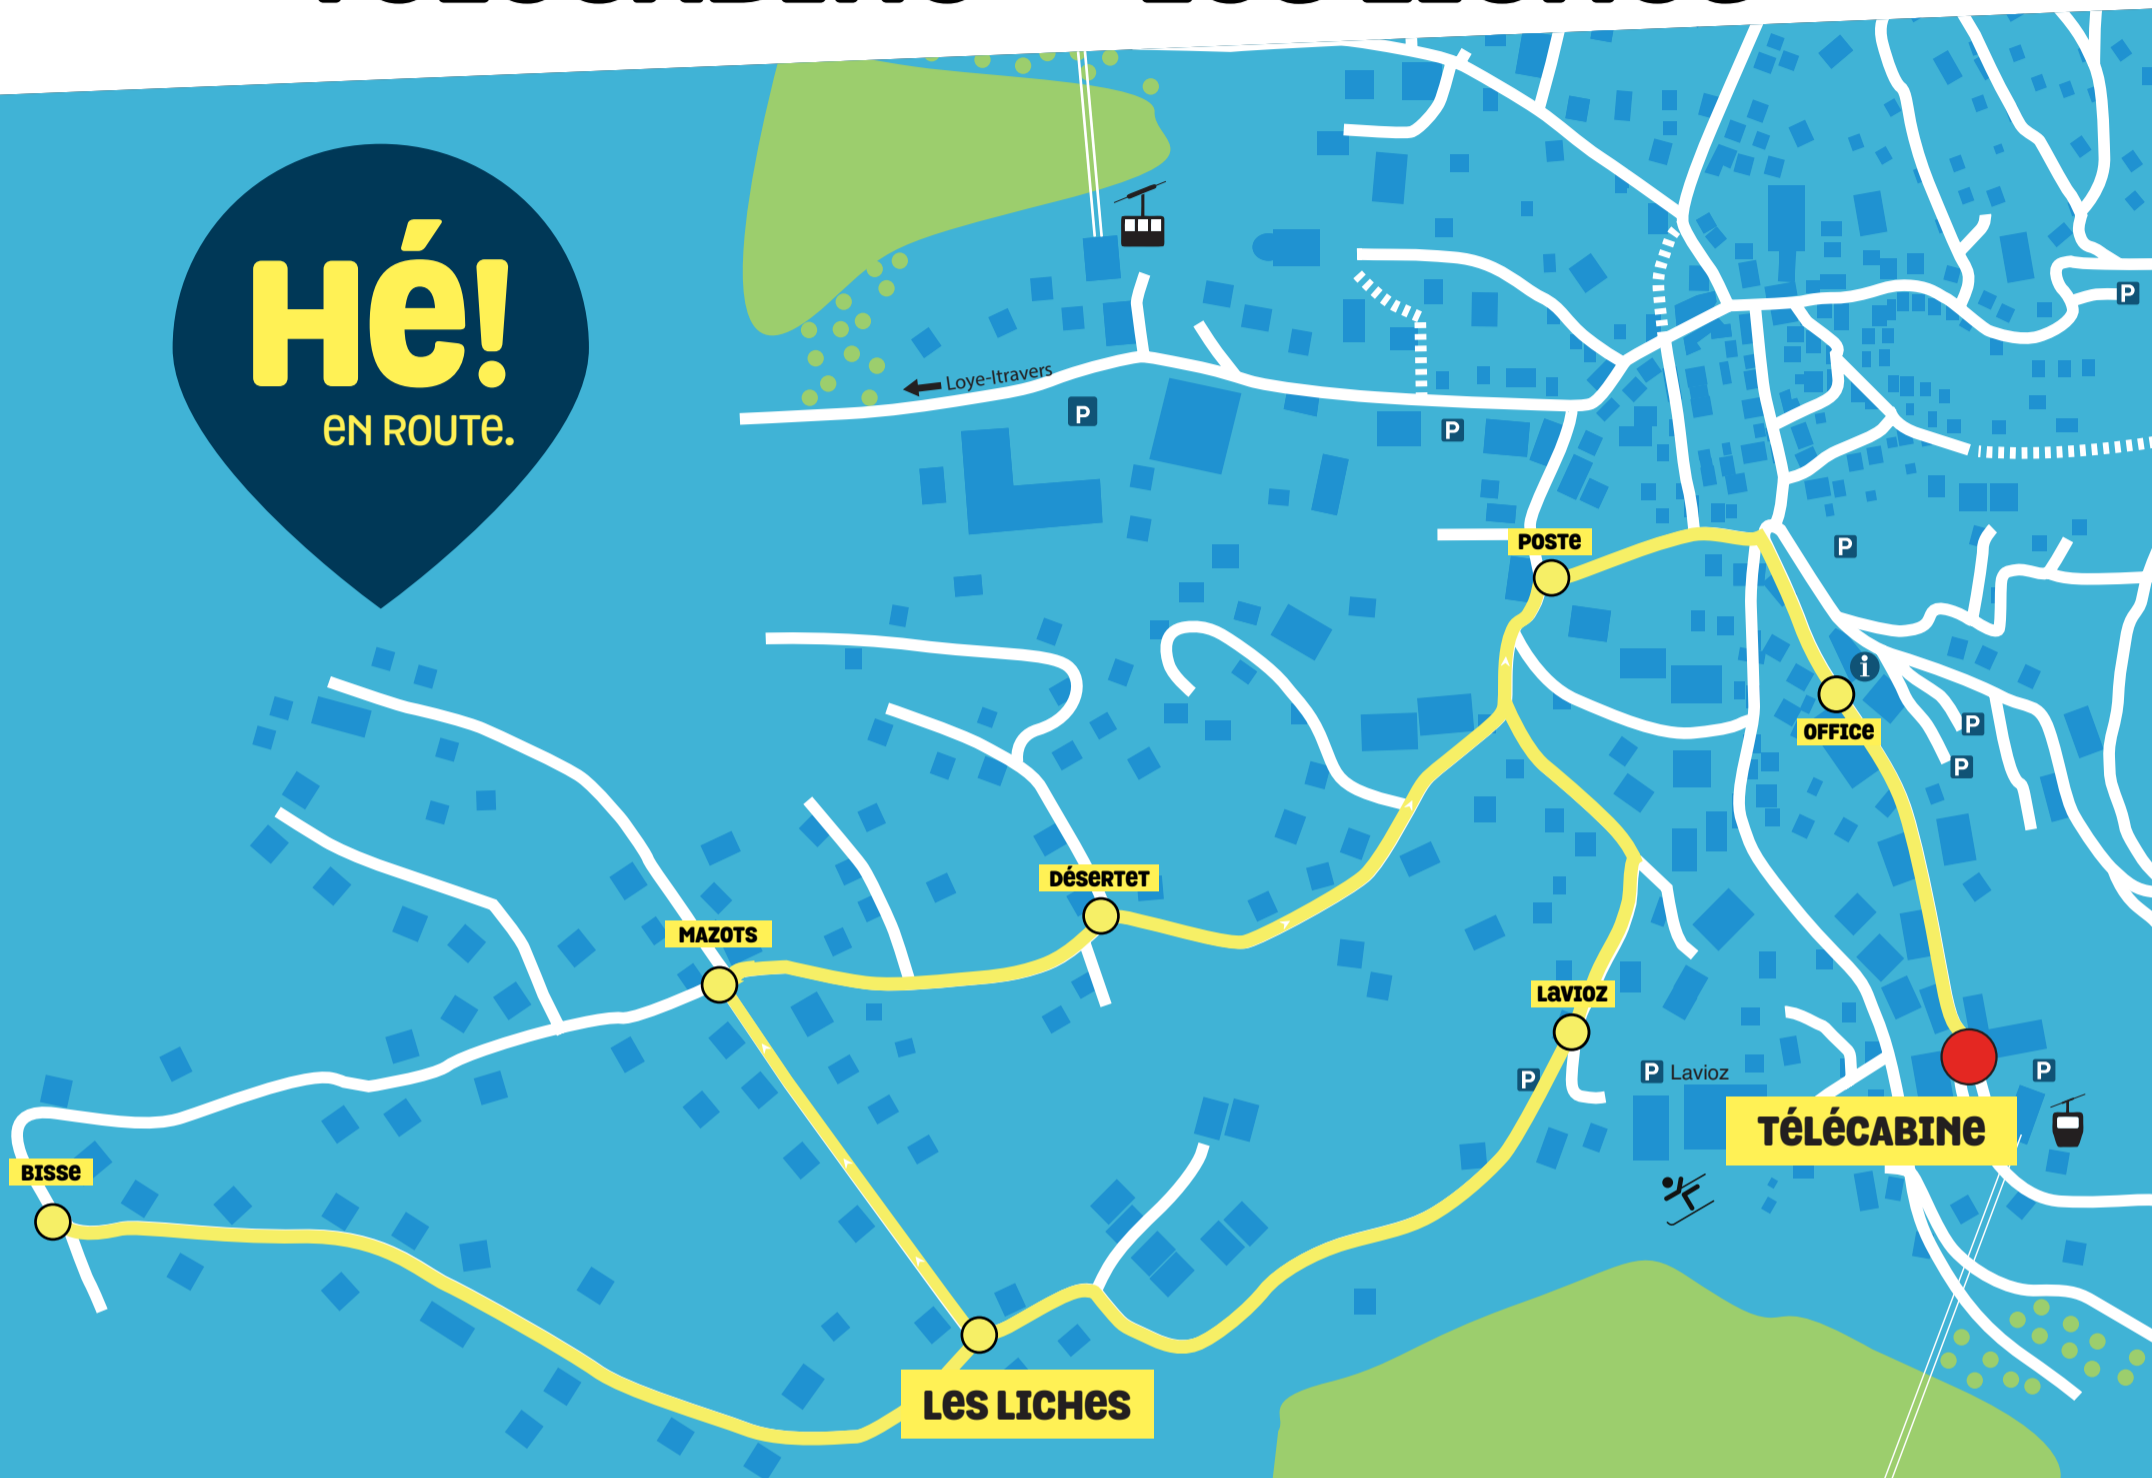 Hé!
en route.
Loye-Itravers
P
P
P
POSTE
P
i
OFFICE
P
P
DÉSERTET
MAZOTS
LAVIOZ
P
P Lavioz
P
TÉLÉCABINE
BISSE
LES LICHES